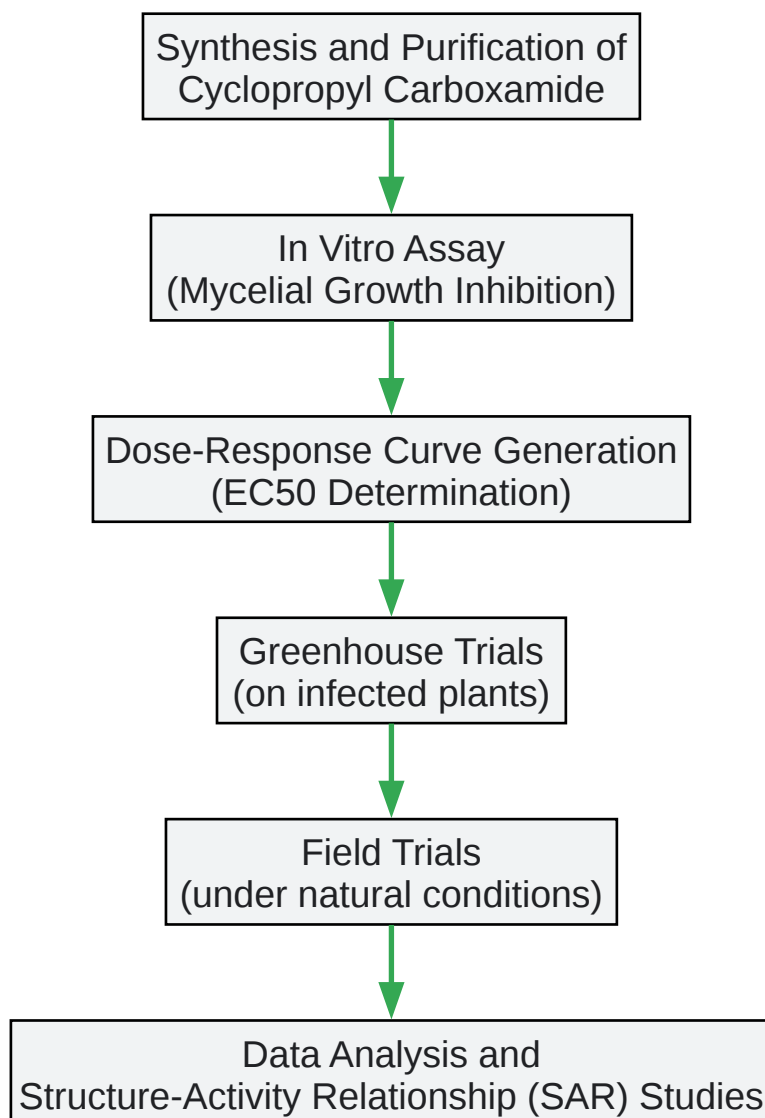 Synthesis and Purification of
Cyclopropyl Carboxamide
In Vitro Assay
(Mycelial Growth Inhibition)
Dose-Response Curve Generation
(EC50 Determination)
Greenhouse Trials
(on infected plants)
Field Trials
(under natural conditions)
Data Analysis and
Structure-Activity Relationship (SAR) Studies